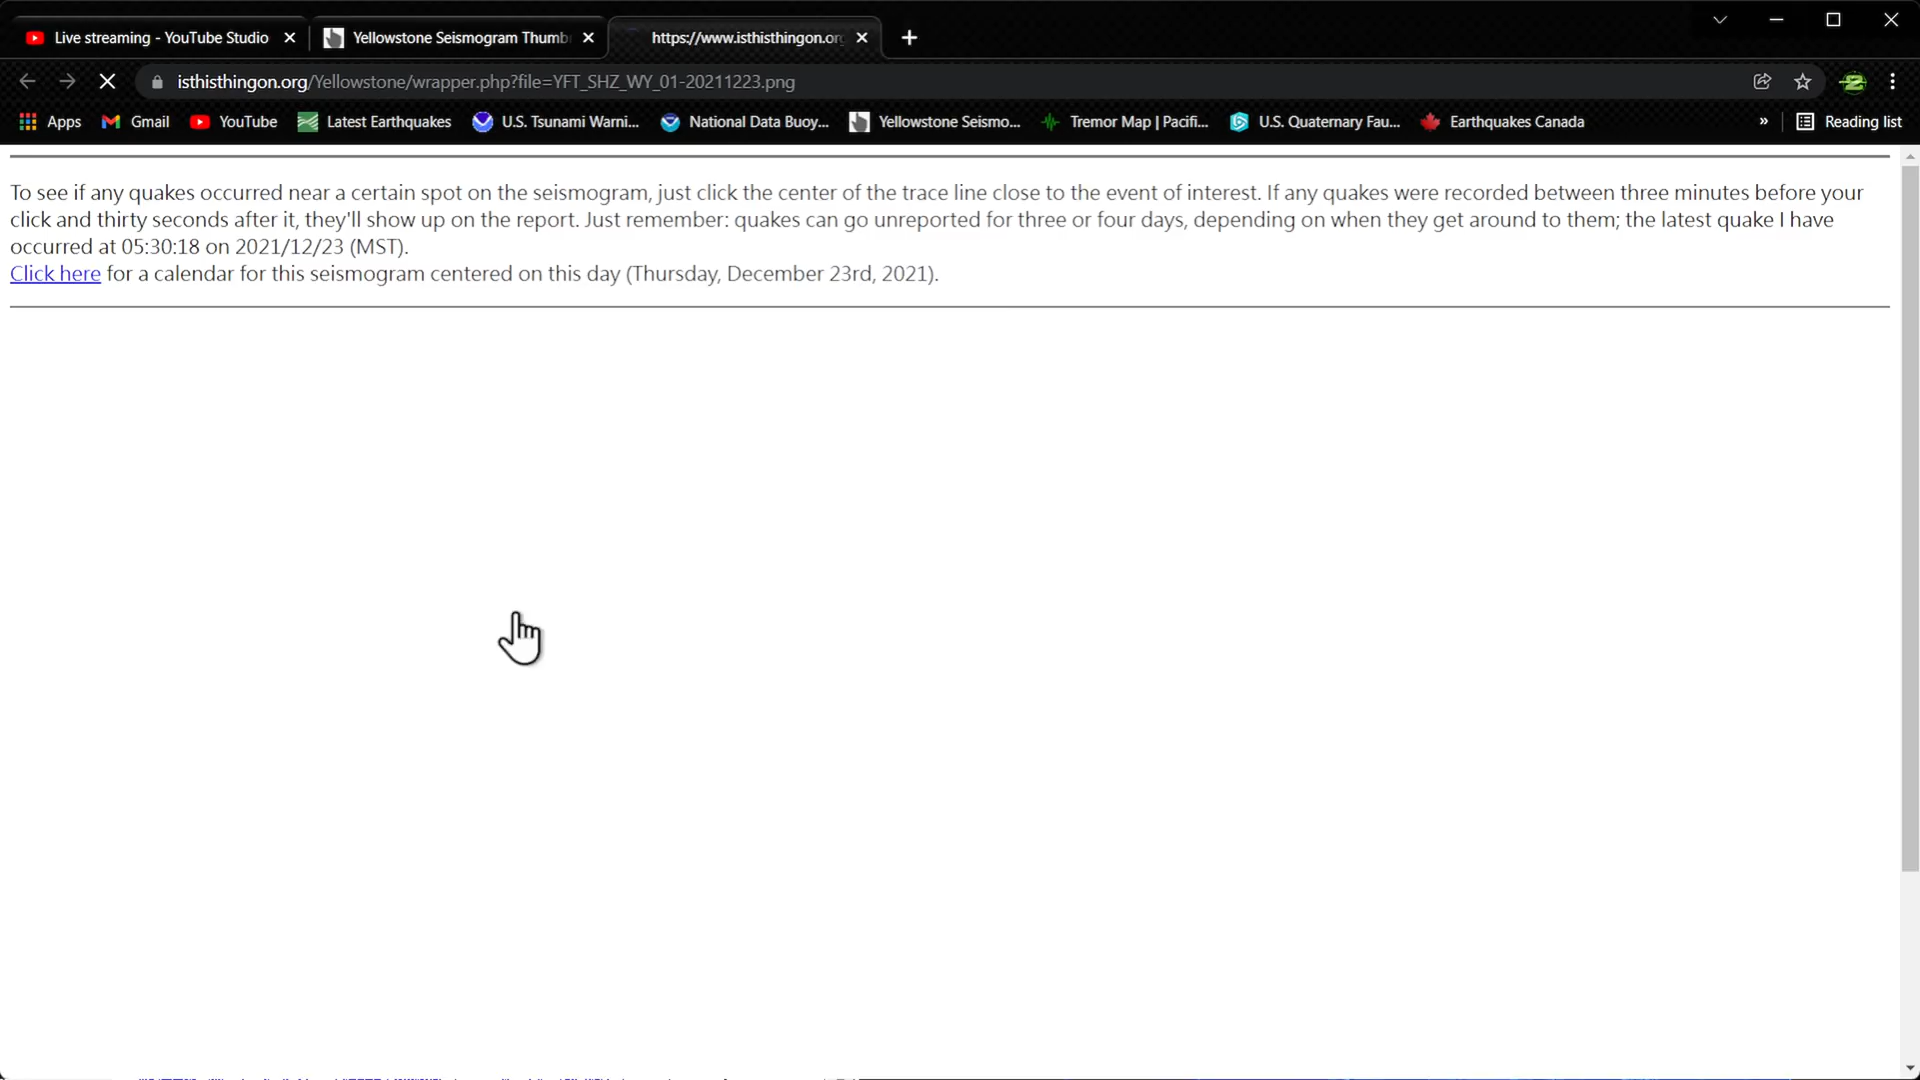 Live streaming - YouTube Studio
Yellowstone Seismogram Thumb
https://www.isthisthingon.or
isthisthingon.org/Yellowstone/wrapper.php?file=YFT_SHZ_WY_01-20211223.png
Apps Gmail YouTube Latest Earthquakes U.S. Tsunami Warni... National Data Buoy... Yellowstone Seismo... Tremor Map | Pacifi... U.S. Quaternary Fau... Earthquakes Canada » Reading list
To see if any quakes occurred near a certain spot on the seismogram, just click the center of the trace line close to the event of interest. If any quakes were recorded between three minutes before your
click and thirty seconds after it, they'll show up on the report. Just remember: quakes can go unreported for three or four days, depending on when they get around to them; the latest quake I have
occurred at 05:30:18 on 2021/12/23 (MST).
Click here for a calendar for this seismogram centered on this day (Thursday, December 23rd, 2021).